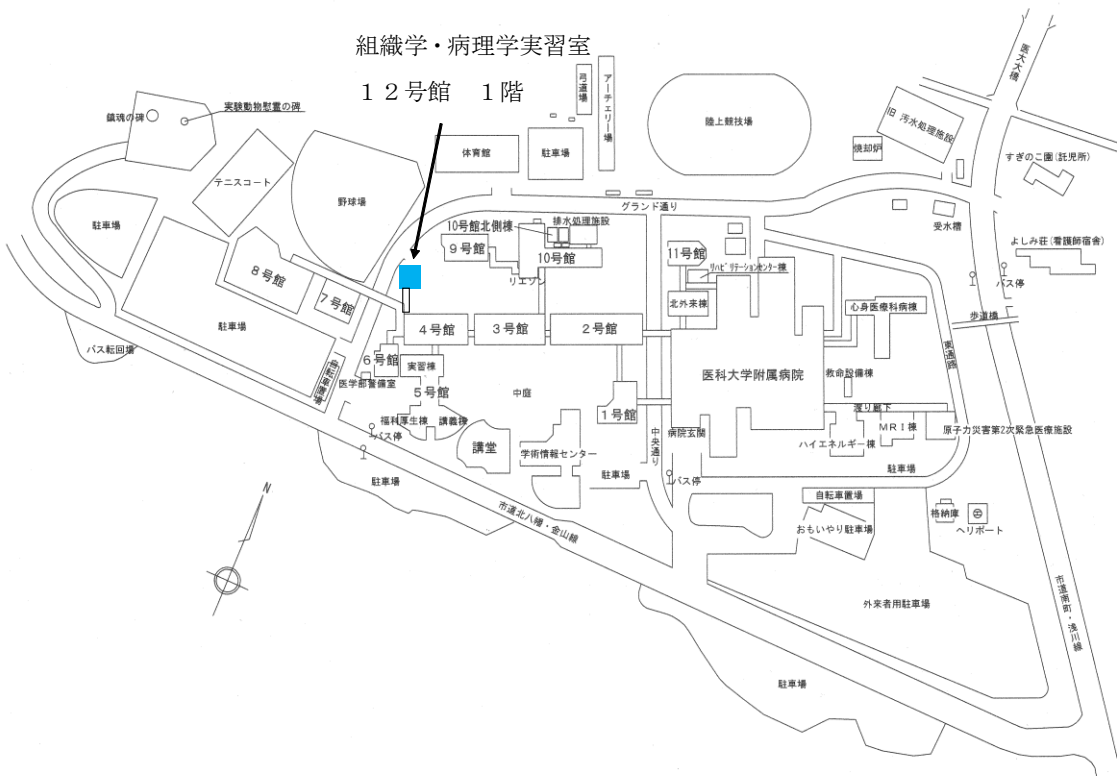 組織学・病理学実習室
１２号館　１階
弓道場
アーチェリー場
医大大橋
鎮魂の碑
実験動物慰霊の碑
体育館
駐車場
陸上競技場
旧 汚水処理施設
焼却炉
すぎのこ園(託児所)
テニスコート
野球場
グランド通り
駐車場
10号館北側棟
排水処理施設
受水槽
よしみ荘(看護師宿舎)
９号館
10号館
11号館
リハビリテーションセンター棟
８号館
リエゾン
バス停
７号館
北外来棟
心身医療科病棟
歩道橋
駐車場
４号館
３号館
２号館
バス転回場
東通路
６号館
実習棟
自転車置場
医学部警備室
５号館
中庭
医科大学附属病院
救命設備棟
福利厚生棟
講義棟
１号館
渡り廊下
バス停
中央通り
病院玄関
ＭＲＩ棟
原子力災害第2次緊急医療施設
講堂
学術情報センター
ハイエネルギー棟
駐車場
駐車場
バス停
駐車場
自転車置場
市道北八幡・金山線
格納庫
おもいやり駐車場
ヘリポート
N
外来者用駐車場
市道南町・浅川線
駐車場